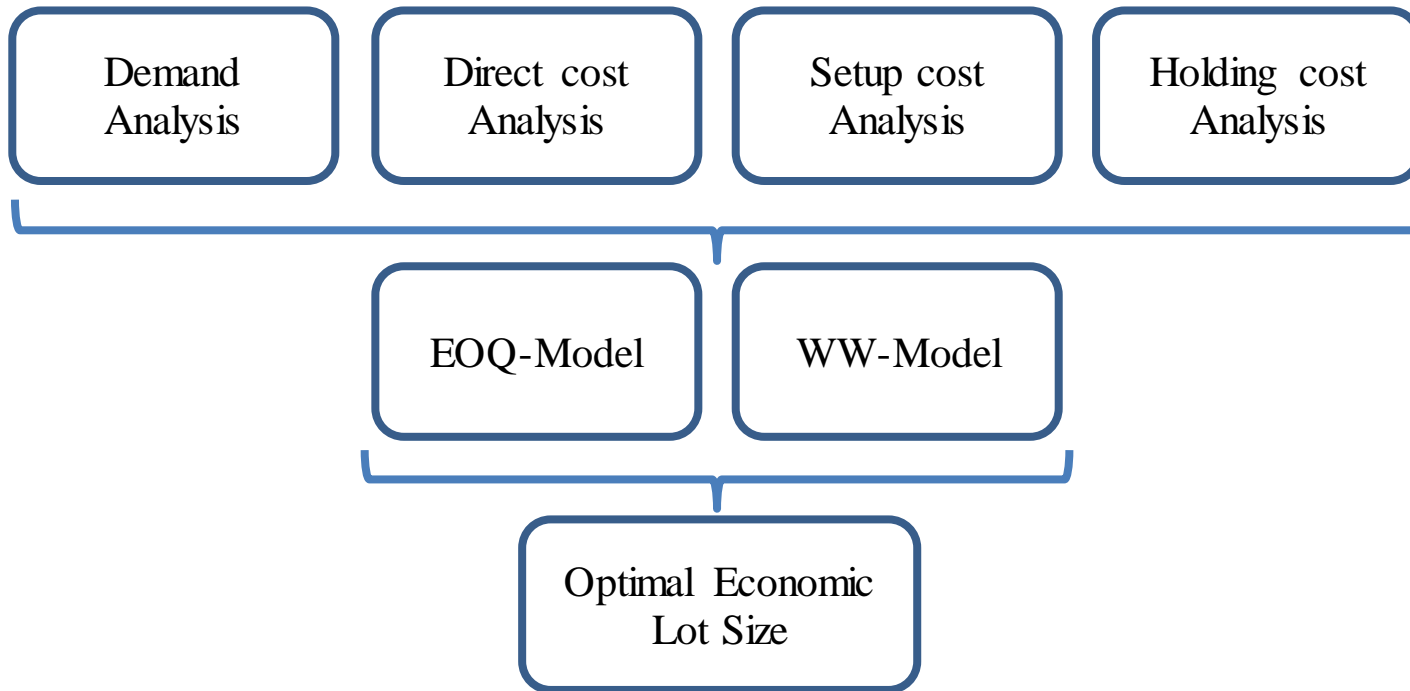 Demand
Analysis
Direct cost
Analysis
Setup cost
Analysis
Holding cost
Analysis
EOQ-Model
WW-Model
Optimal Economic
Lot Size